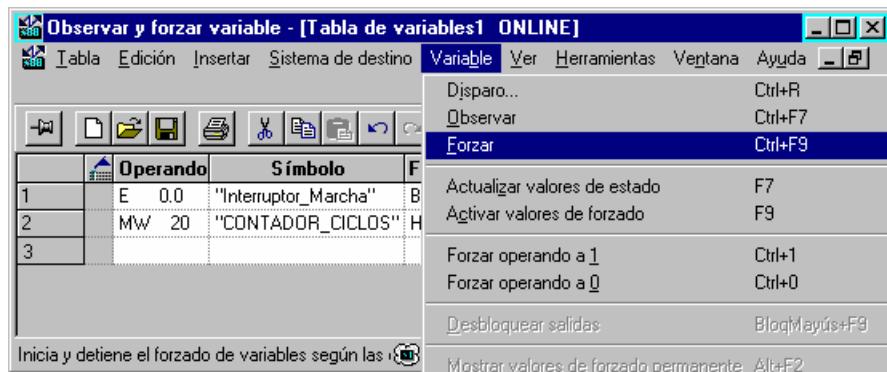 Observar y forzar variable - [Tabla de variables1 ONLINE]
Tabla Edición Insertar Sistema de destino Variable Ver Herramientas Ventana Ayuda
Disparo... Ctrl+R
Observar Ctrl+F7
Forzar Ctrl+F9
Actualizar valores de estado F7
Activar valores de forzado F9
Forzar operando a 1 Ctrl+1
Forzar operando a 0 Ctrl+0
Desbloquear salidas BloqMayús+F9
Mostrar valores de forzado permanente Alt+F2
Operando Símbolo F
1 E 0.0 "Interruptor_Marcha" B
2 MW 20 "CONTADOR_CICLOS" H
3
Inicia y detiene el forzado de variables según las